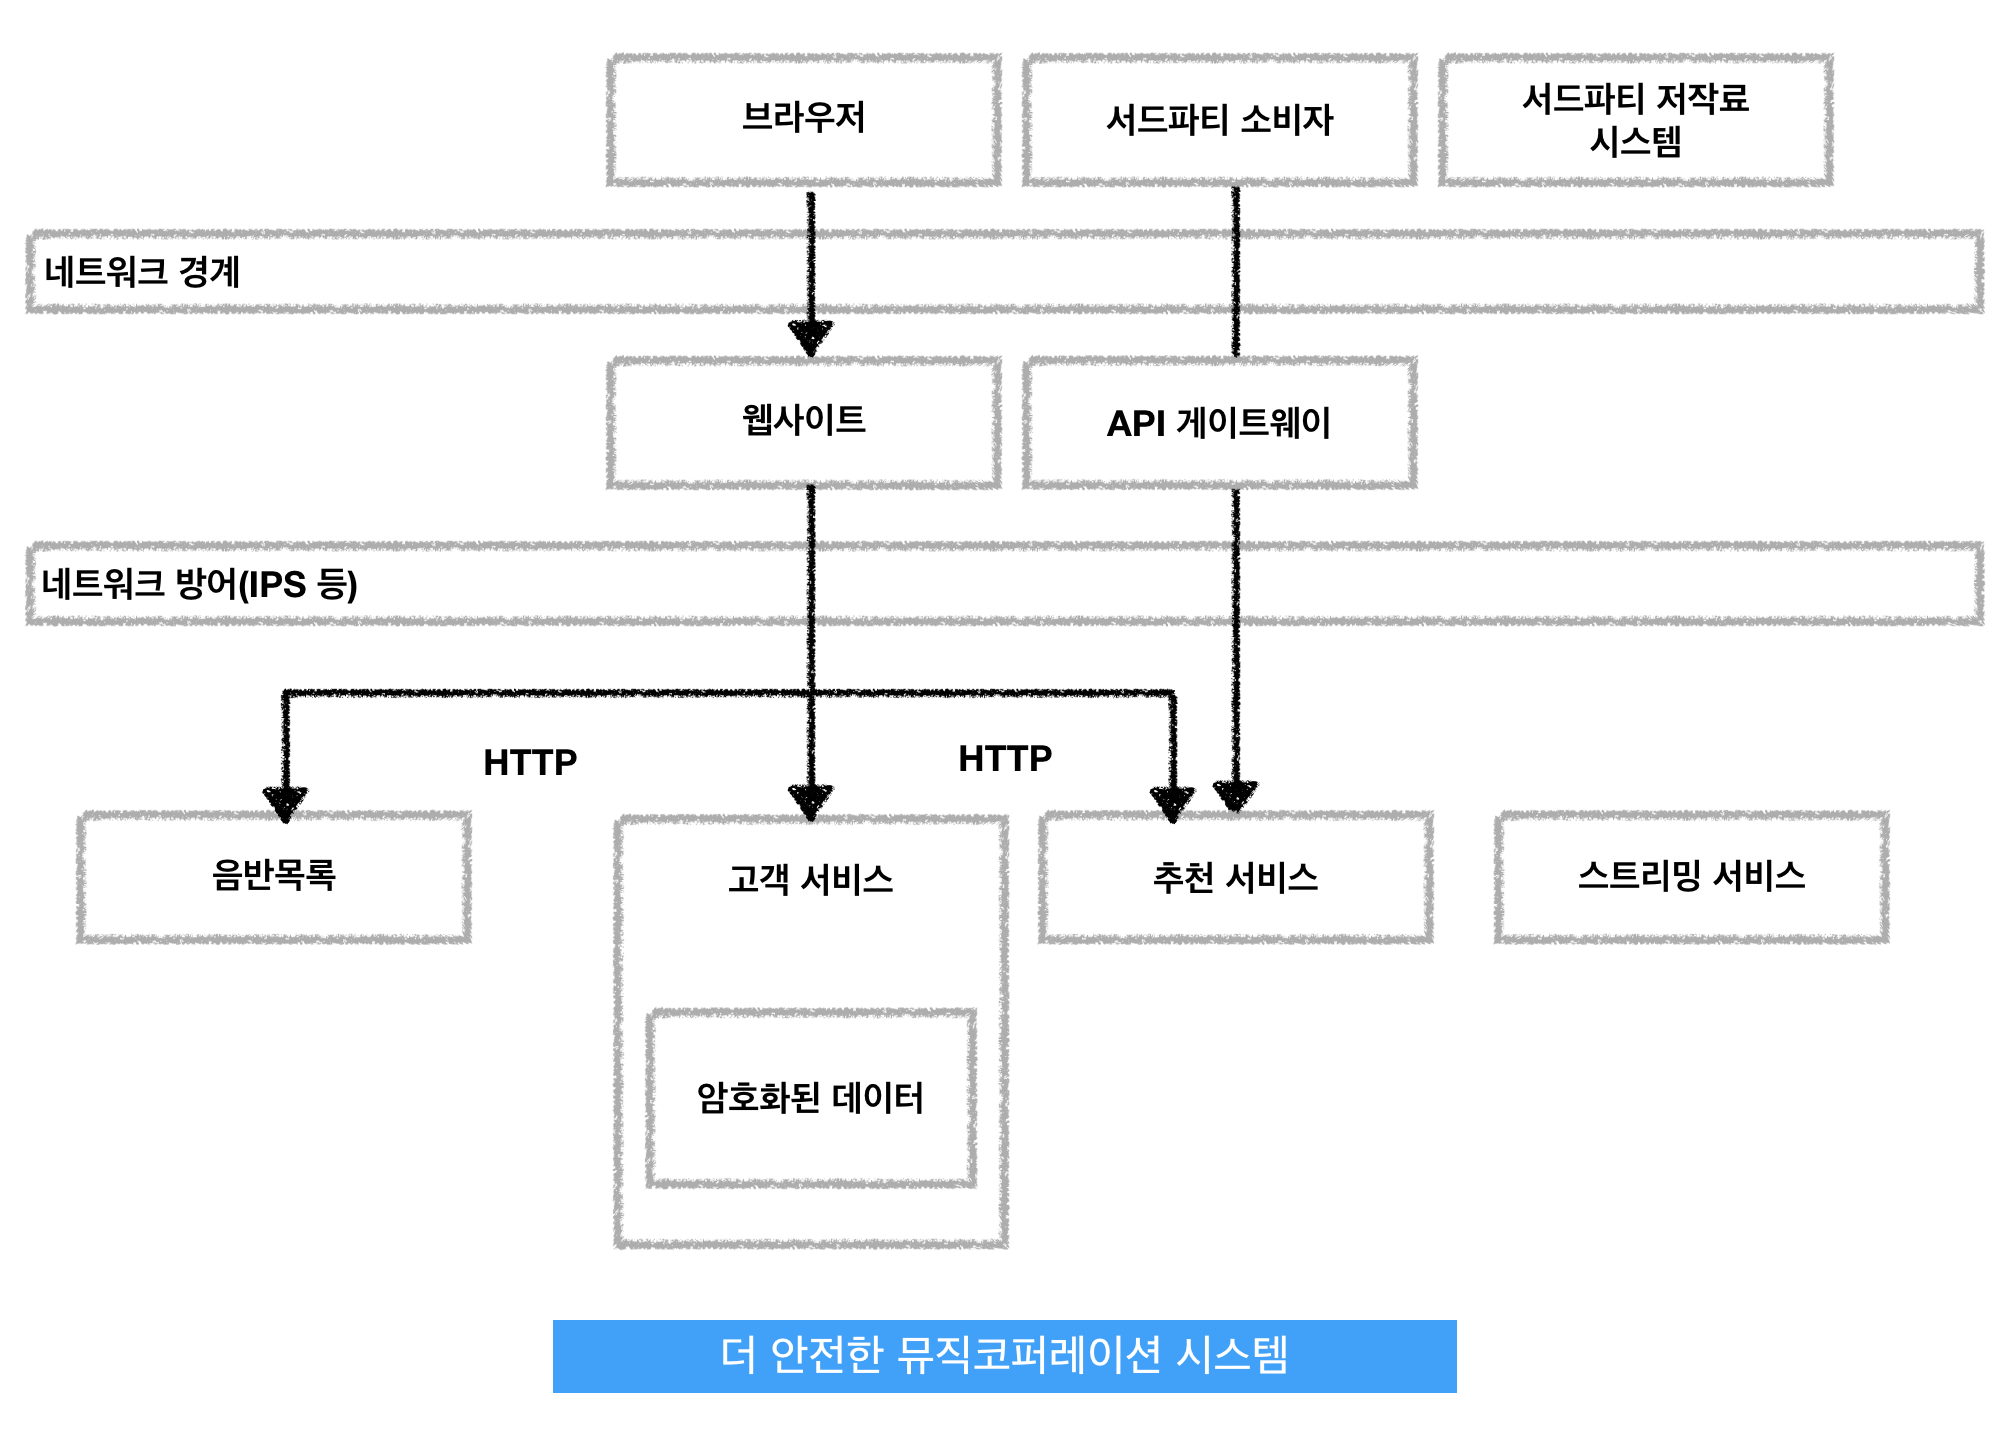 브라우저
서드파티 소비자
서드파티 저작료
시스템
네트워크 경계
웹사이트
API 게이트웨이
네트워크 방어(IPS 등)
HTTP
HTTP
음반목록
고객 서비스
추천 서비스
스트리밍 서비스
암호화된 데이터
더 안전한 뮤직코퍼레이션 시스템